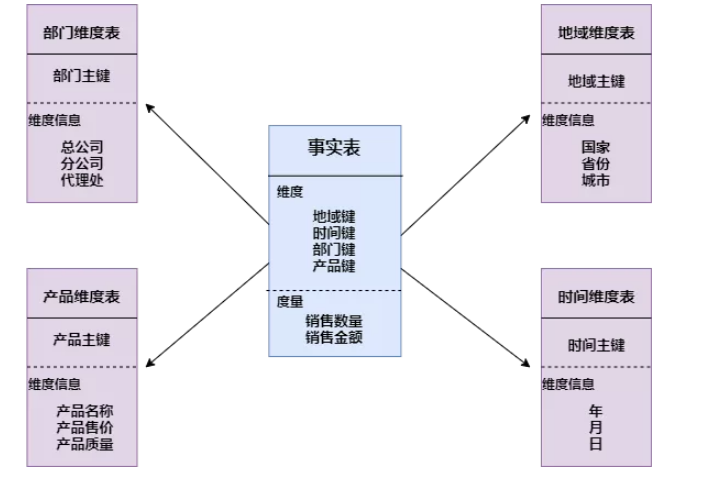 部门维度表
部门主键
维度信息
总公司
分公司
代理处
地域维度表
地域主键
维度信息
国家
省份
城市
事实表
维度
地域键
时间键
部门键
产品键
度量
销售数量
销售金额
产品维度表
产品主键
维度信息
产品名称
产品售价
产品质量
时间维度表
时间主键
维度信息
年
月
日